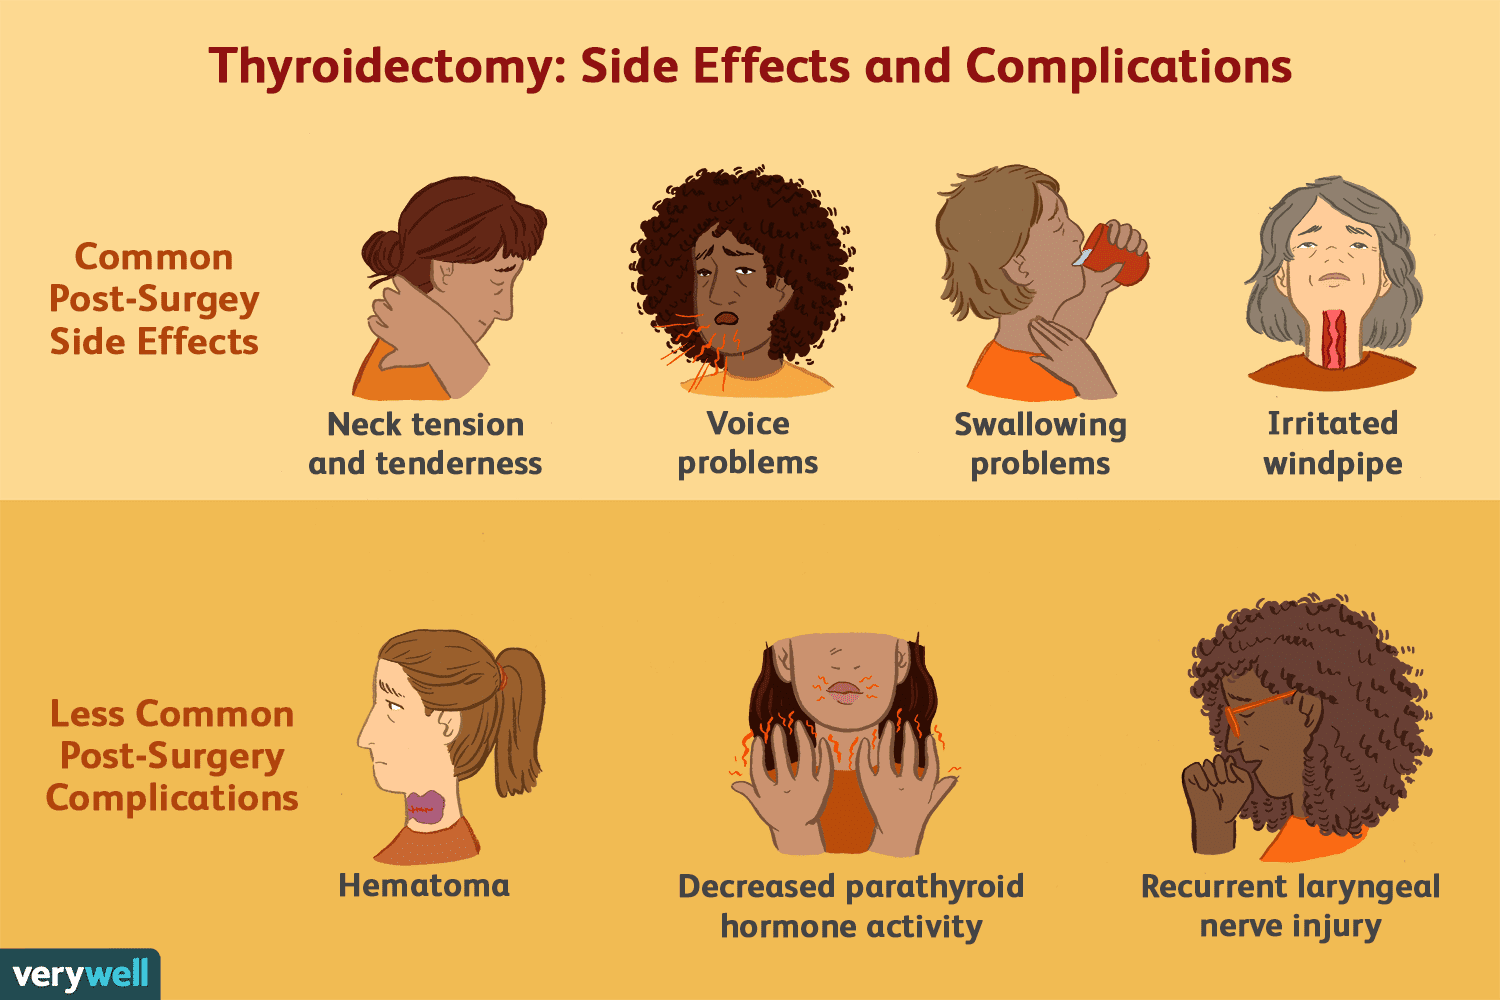 Thyroidectomy: Side Effects and Complications
Common
Post-Surgey
Side Effects
Neck tension
and tenderness
Voice
problems
Swallowing
problems
Irritated
windpipe
Less Common
Post-Surgery
Complications
Hematoma
Decreased parathyroid
hormone activity
Recurrent laryngeal
nerve injury
verywell